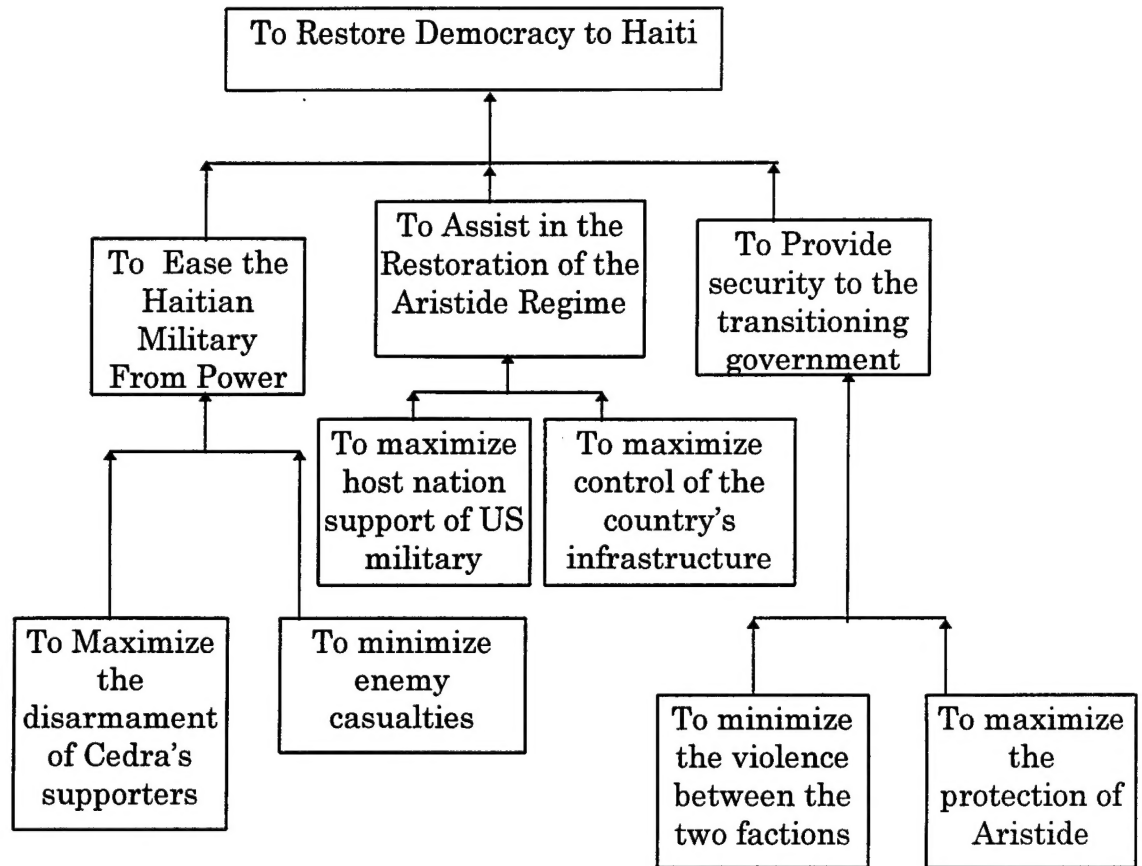 To Restore Democracy to Haiti
To Ease the
Haitian
Military
From Power
To Assist in the
Restoration of the
Aristide Regime
To Provide
security to the
transitioning
government
To maximize
host nation
support of US
military
To maximize
control of the
country's
infrastructure
To Maximize
the
disarmament
of Cedra's
supporters
To minimize
enemy
casualties
To minimize
the violence
between the
two factions
To maximize
the
protection of
Aristide